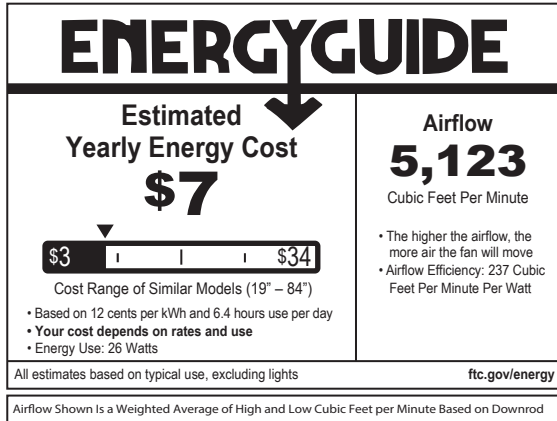 ENERGYGUIDE
Estimated
Yearly Energy Cost
$7
$3 $34
Cost Range of Similar Models (19” – 84”)
• Based on 12 cents per kWh and 6.4 hours use per day
• Your cost depends on rates and use
• Energy Use: 26 Watts
Airflow
5,123
Cubic Feet Per Minute
• The higher the airflow, the
more air the fan will move
• Airflow Efficiency: 237 Cubic
Feet Per Minute Per Watt
All estimates based on typical use, excluding lights
ftc.gov/energy
Airflow Shown Is a Weighted Average of High and Low Cubic Feet per Minute Based on Downrod